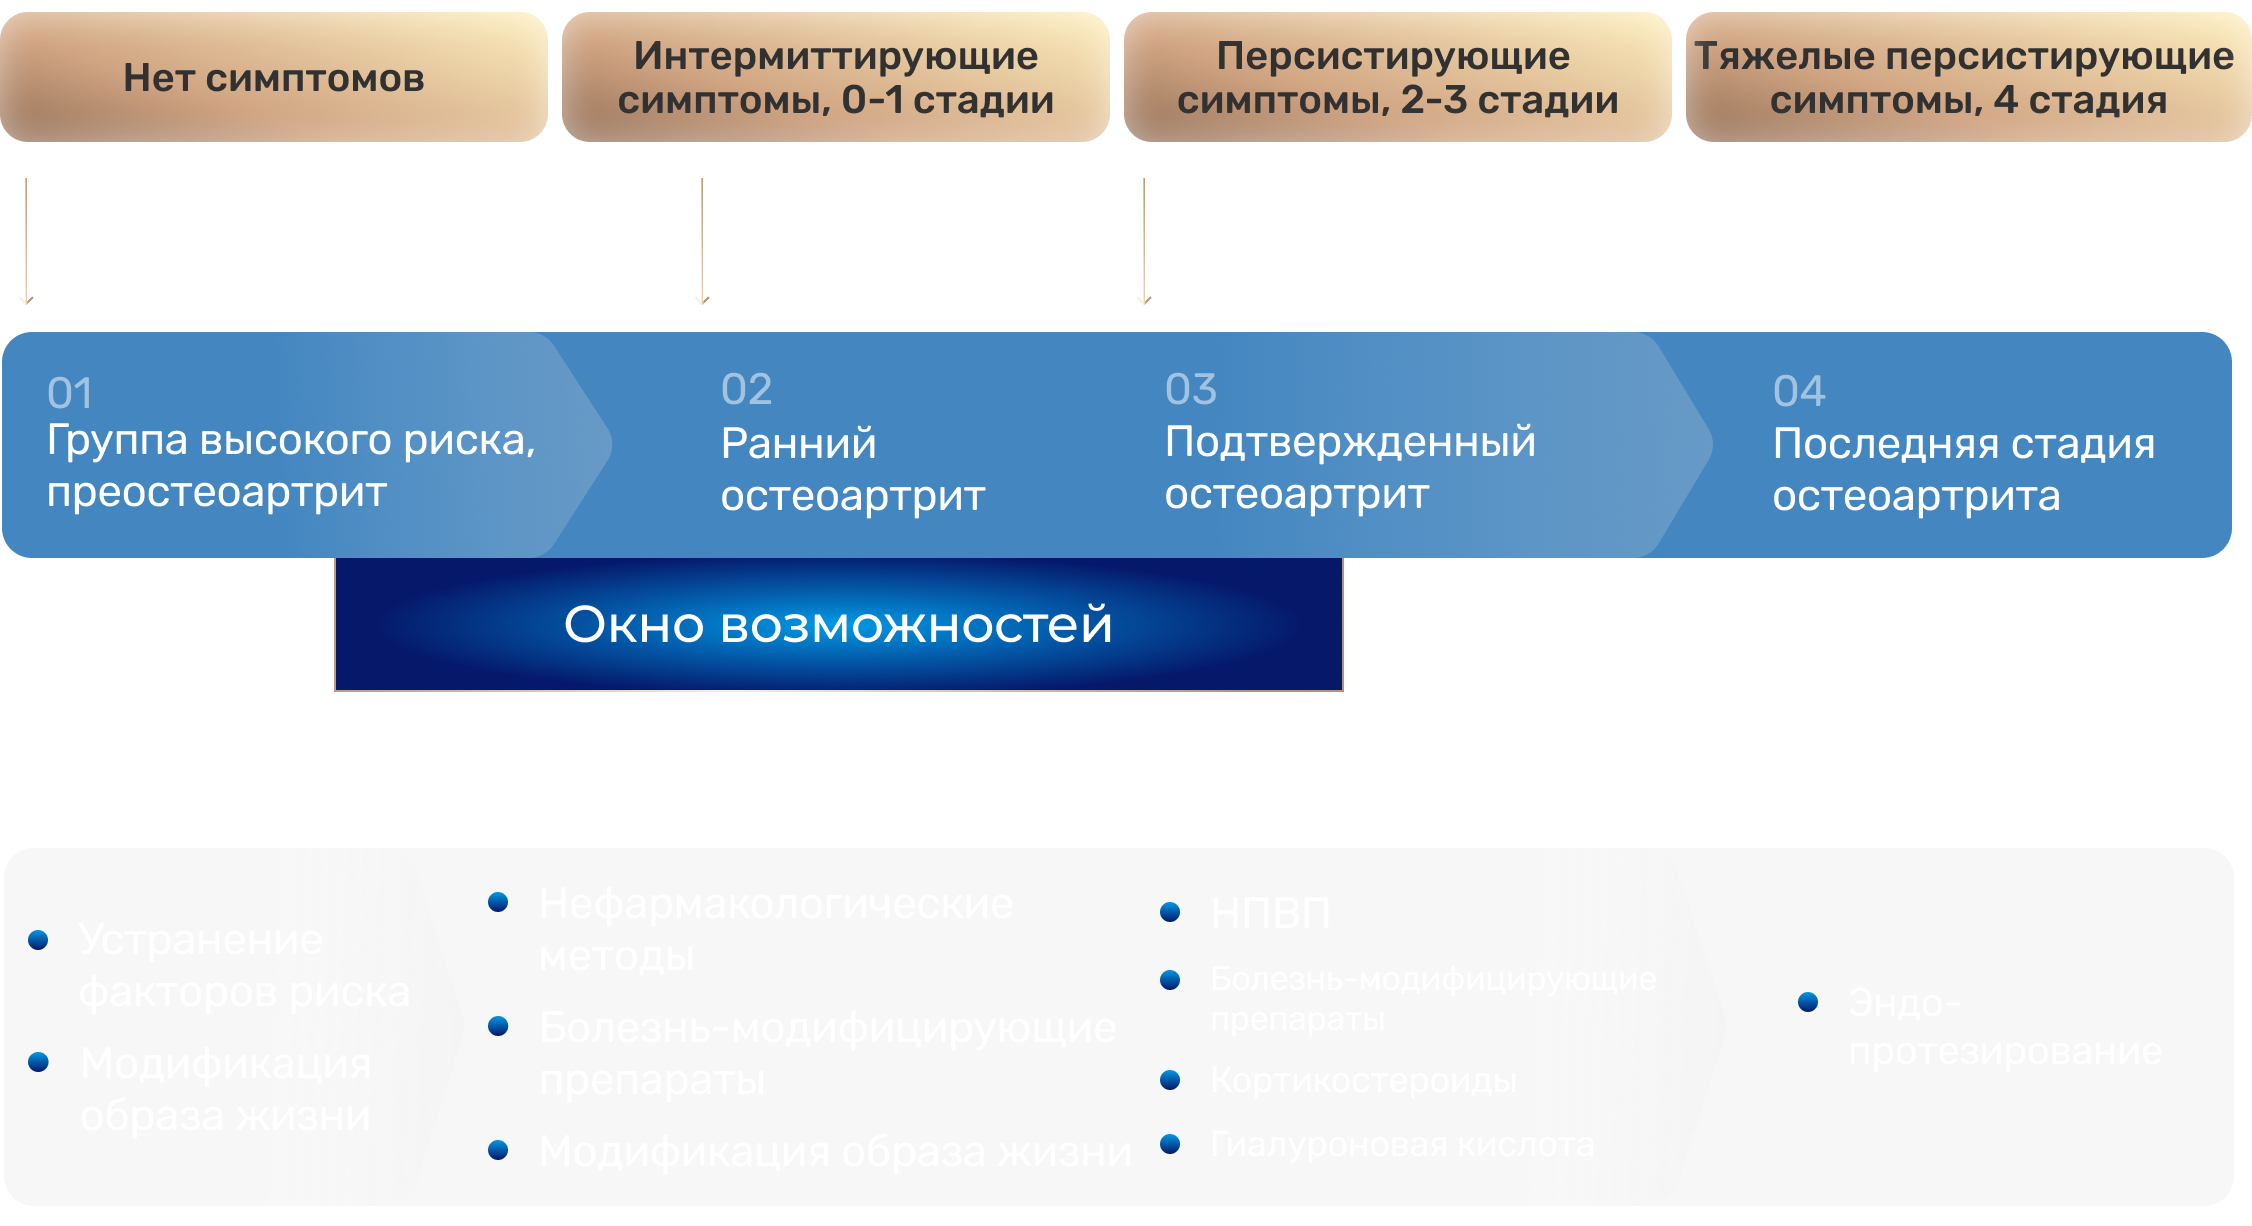 Нет симптомов
Интермиттирующие
симптомы, 0-1 стадии
Персистирующие
симптомы, 2-3 стадии
Тяжелые персистирующие
симптомы, 4 стадия
01
Группа высокого риска,
преостеоартрит
02
Ранний
остеоартрит
03
Подтвержденный
остеоартрит
04
Последняя стадия
остеоартрита
Окно возможностей
Устранение
факторов риска
Модификация
образа жизни
Нефармакологические
методы
Болезнь-модифицирующие
препараты
Модификация образа жизни
НПВП
Болезнь-модифицирующие
препараты
Кортикостероиды
Гиалуроновая кислота
Эндо-
протезирование